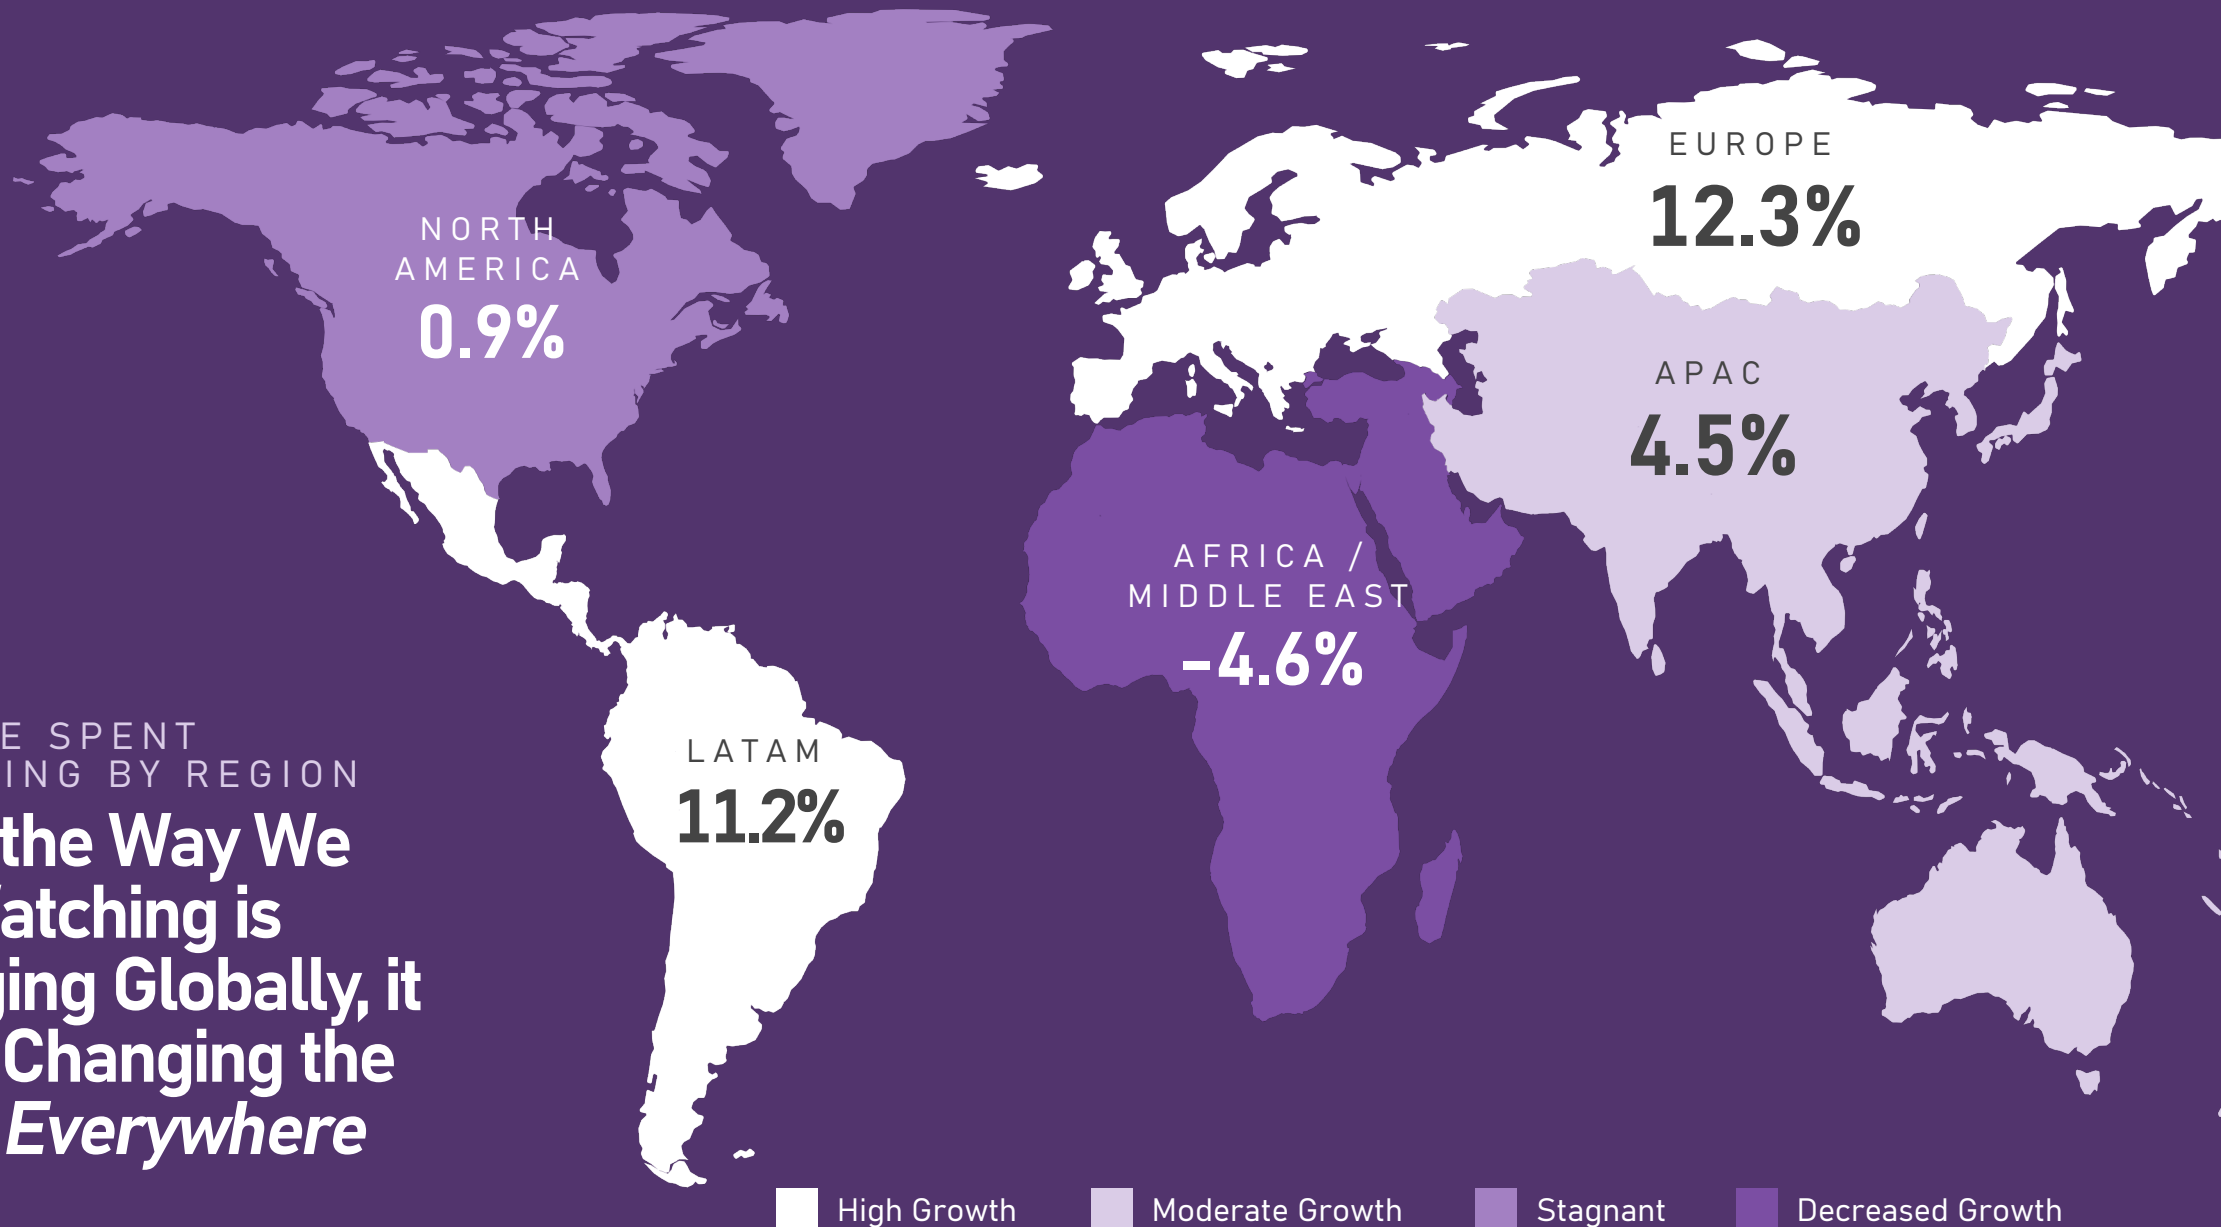 NORTH
AMERICA
0.9%
EUROPE
12.3%
APAC
4.5%
AFRICA /
MIDDLE EAST
-4.6%
LATAM
11.2%
SPENT
BY REGION
the Way We
is
Globally, it
Changing the
Everywhere
High Growth
Moderate Growth
Stagnant
Decreased Growth